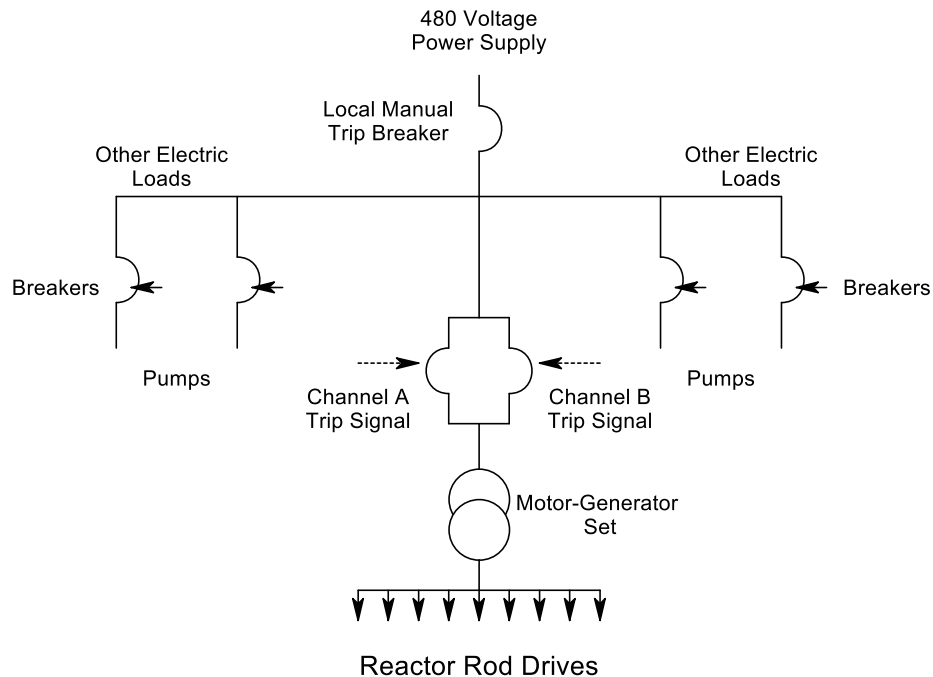 480 Voltage
Power Supply
Local Manual
Trip Breaker
Other Electric
Loads
Other Electric
Loads
Breakers
Breakers
Pumps
Pumps
Channel A
Trip Signal
Channel B
Trip Signal
Motor-Generator
Set
Reactor Rod Drives